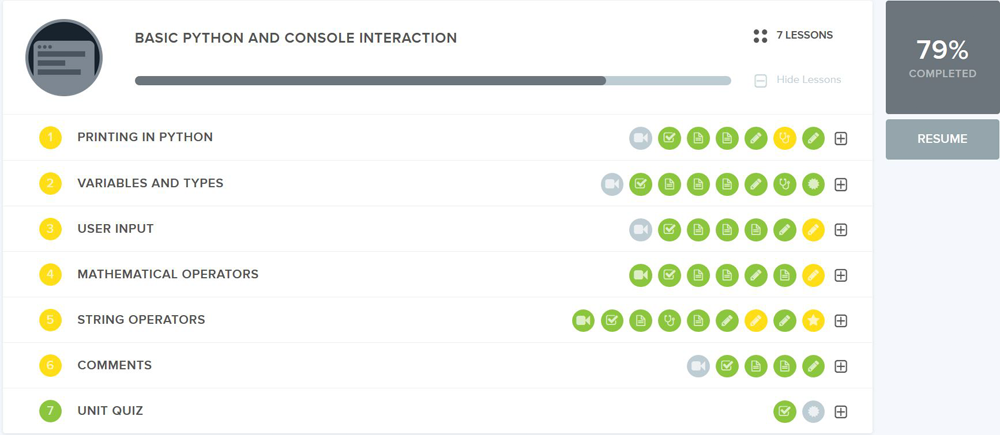 BASIC PYTHON AND CONSOLE INTERACTION
7 LESSONS
Hide Lessons
79%
COMPLETED
RESUME
1 PRINTING IN PYTHON
2 VARIABLES AND TYPES
3 USER INPUT
4 MATHEMATICAL OPERATORS
5 STRING OPERATORS
6 COMMENTS
7 UNIT QUIZ